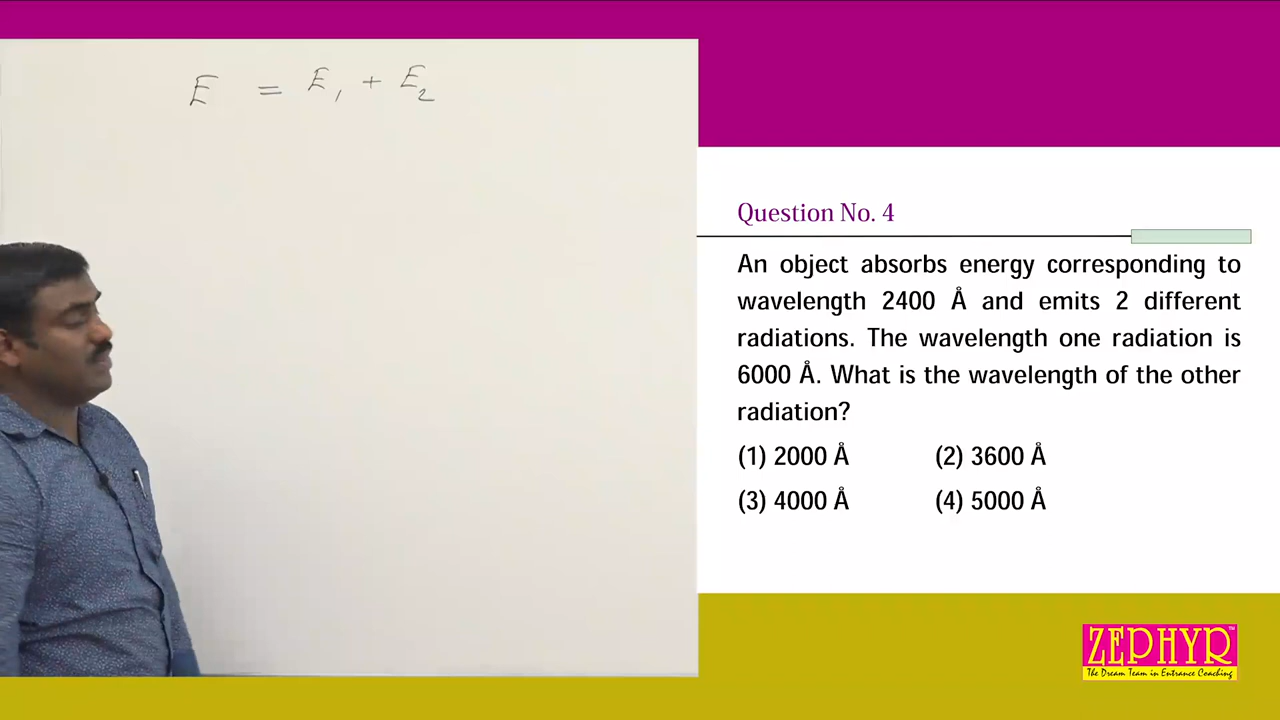 E = E₁ + E₂
Question No. 4
An object absorbs energy corresponding to
wavelength 2400 Å and emits 2 different
radiations. The wavelength one radiation is
6000 Å. What is the wavelength of the other
radiation?
(1) 2000 Å (2) 3600 Å
(3) 4000 Å (4) 5000 Å
ZEPHYR™
The Dream Team in Entrance Coaching